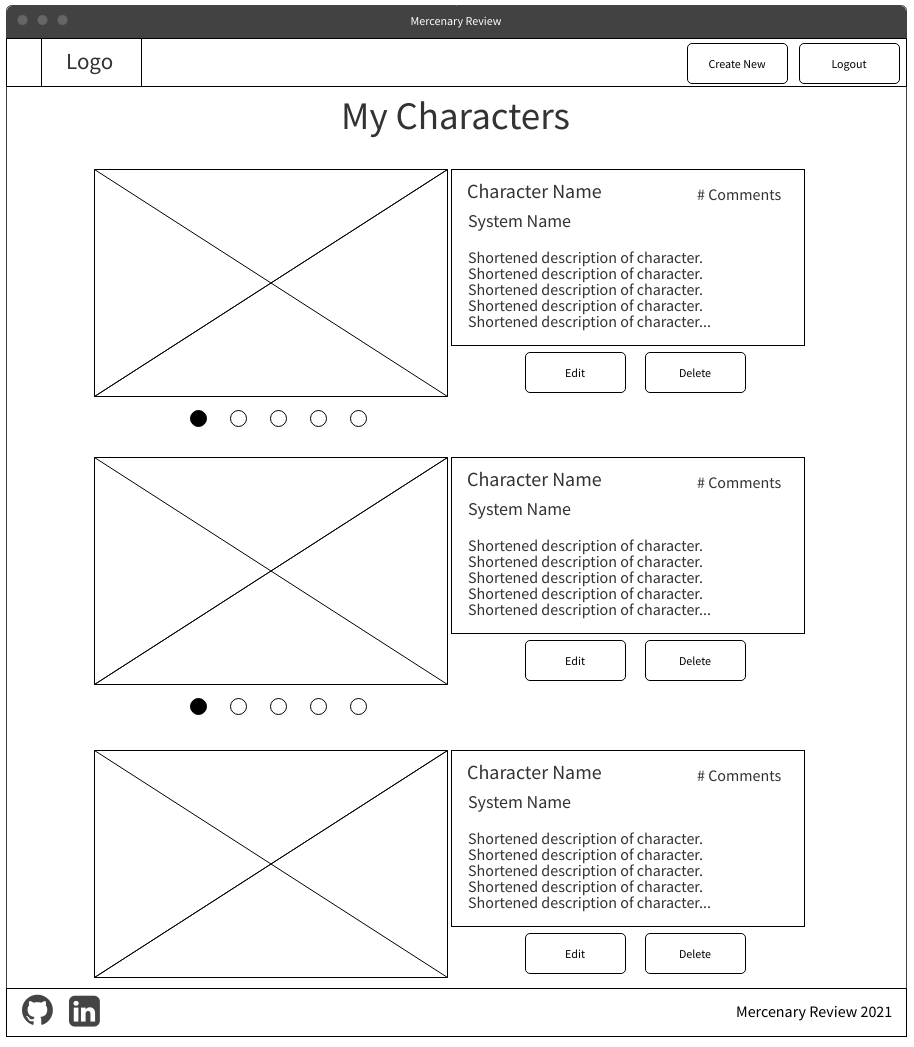 Mercenary Review
Logo
Create New
Logout
My Characters
Character Name
# Comments
System Name
Shortened description of character.
Shortened description of character.
Shortened description of character.
Shortened description of character.
Shortened description of character...
Edit
Delete
Character Name
# Comments
System Name
Shortened description of character.
Shortened description of character.
Shortened description of character.
Shortened description of character.
Shortened description of character...
Edit
Delete
Character Name
# Comments
System Name
Shortened description of character.
Shortened description of character.
Shortened description of character.
Shortened description of character.
Shortened description of character...
Edit
Delete
in
Mercenary Review 2021